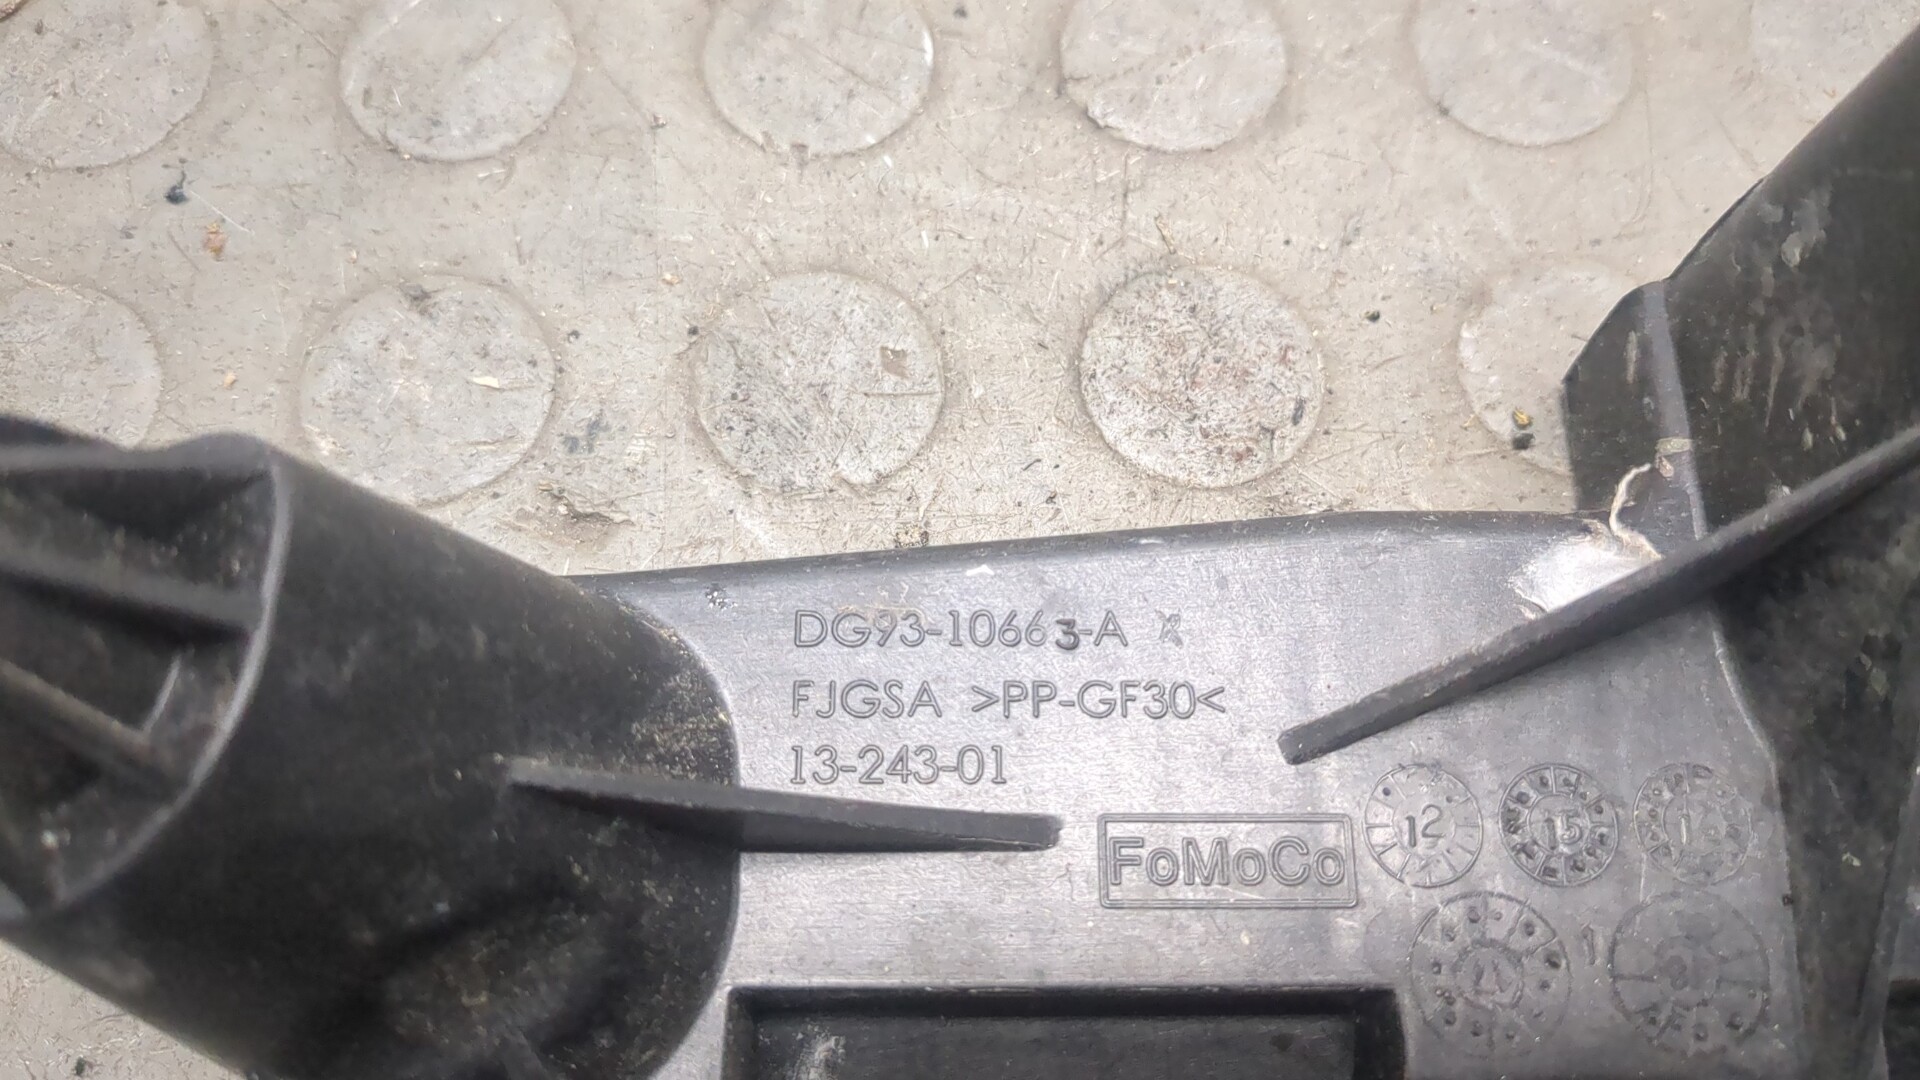 DG93-10663-A
FJGSA >PP-GF30<
13-243-01
FoMoCo
12
15